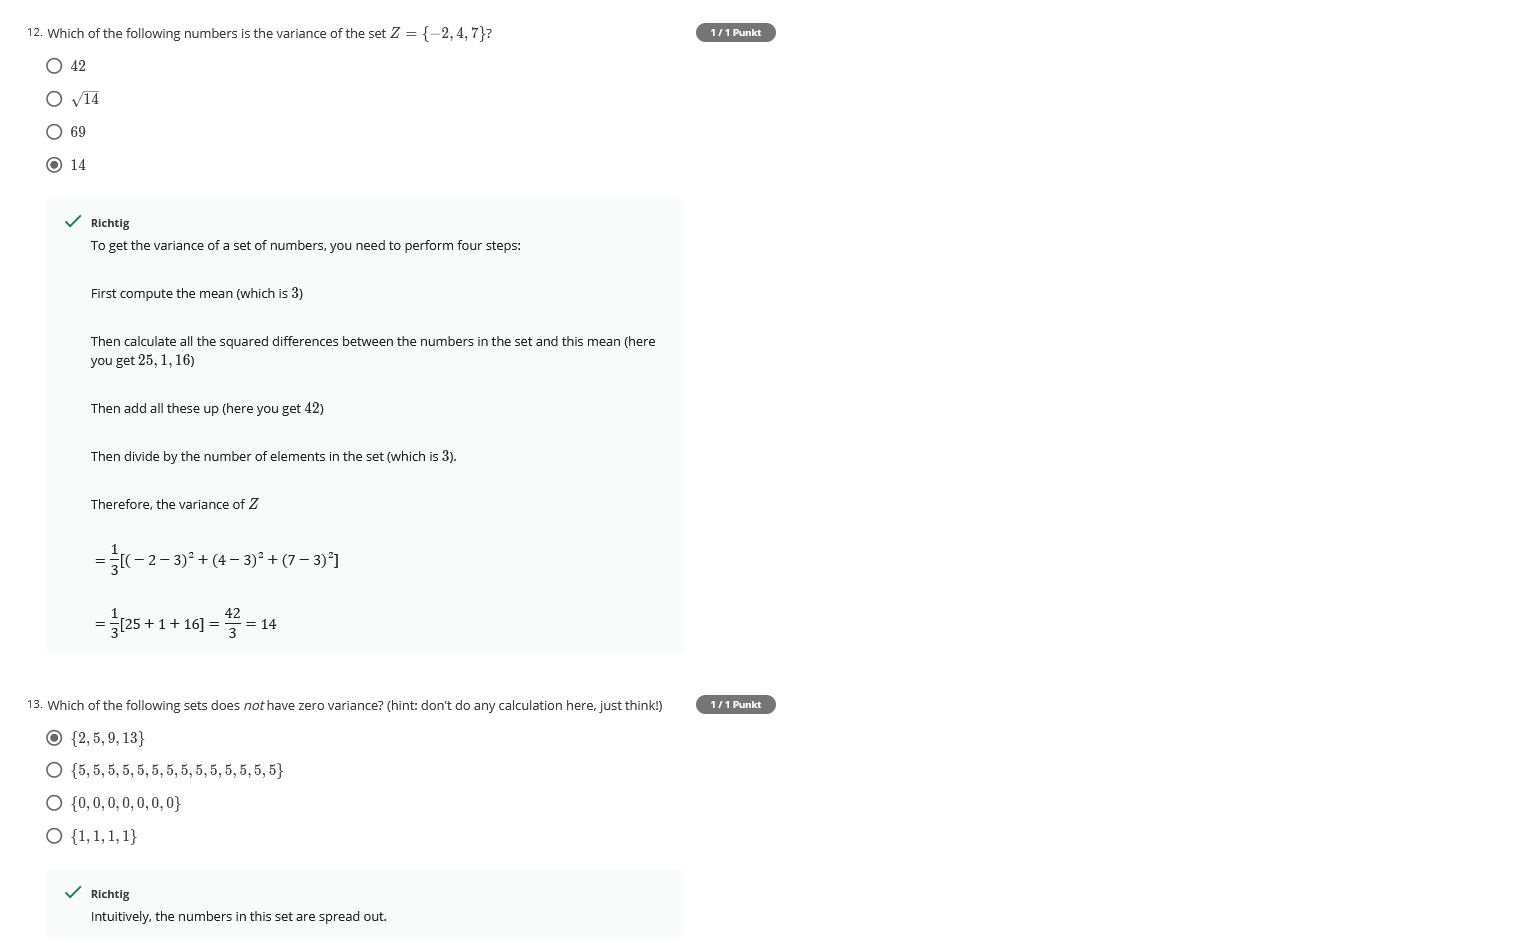 12. Which of the following numbers is the variance of the set Z = {−2, 4, 7}?
1 / 1 Punkt
42
√14
69
14
Richtig
To get the variance of a set of numbers, you need to perform four steps:
First compute the mean (which is 3)
Then calculate all the squared differences between the numbers in the set and this mean (here
you get 25, 1, 16)
Then add all these up (here you get 42)
Then divide by the number of elements in the set (which is 3).
Therefore, the variance of Z
= 1/3[( − 2 − 3)² + (4 − 3)² + (7 − 3)²]
= 1/3[25 + 1 + 16] = 42/3 = 14
13. Which of the following sets does not have zero variance? (hint: don't do any calculation here, just think!)
1 / 1 Punkt
{2, 5, 9, 13}
{5, 5, 5, 5, 5, 5, 5, 5, 5, 5, 5, 5, 5, 5}
{0, 0, 0, 0, 0, 0, 0}
{1, 1, 1, 1}
Richtig
Intuitively, the numbers in this set are spread out.